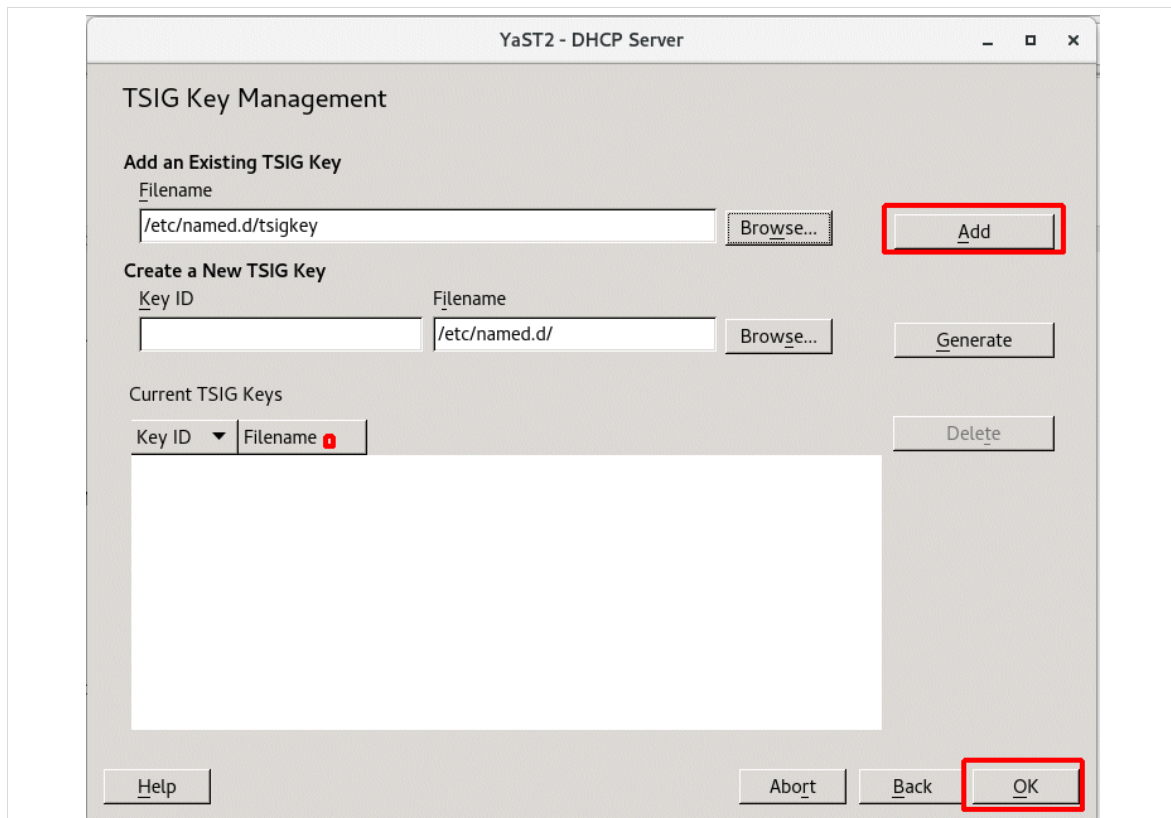 YaST2 - DHCP Server
TSIG Key Management
Add an Existing TSIG Key
Filename
/etc/named.d/tsigkey
Browse...
Add
Create a New TSIG Key
Key ID Filename
/etc/named.d/
Browse...
Generate
Current TSIG Keys
Key ID Filename
Delete
Help Abort Back OK